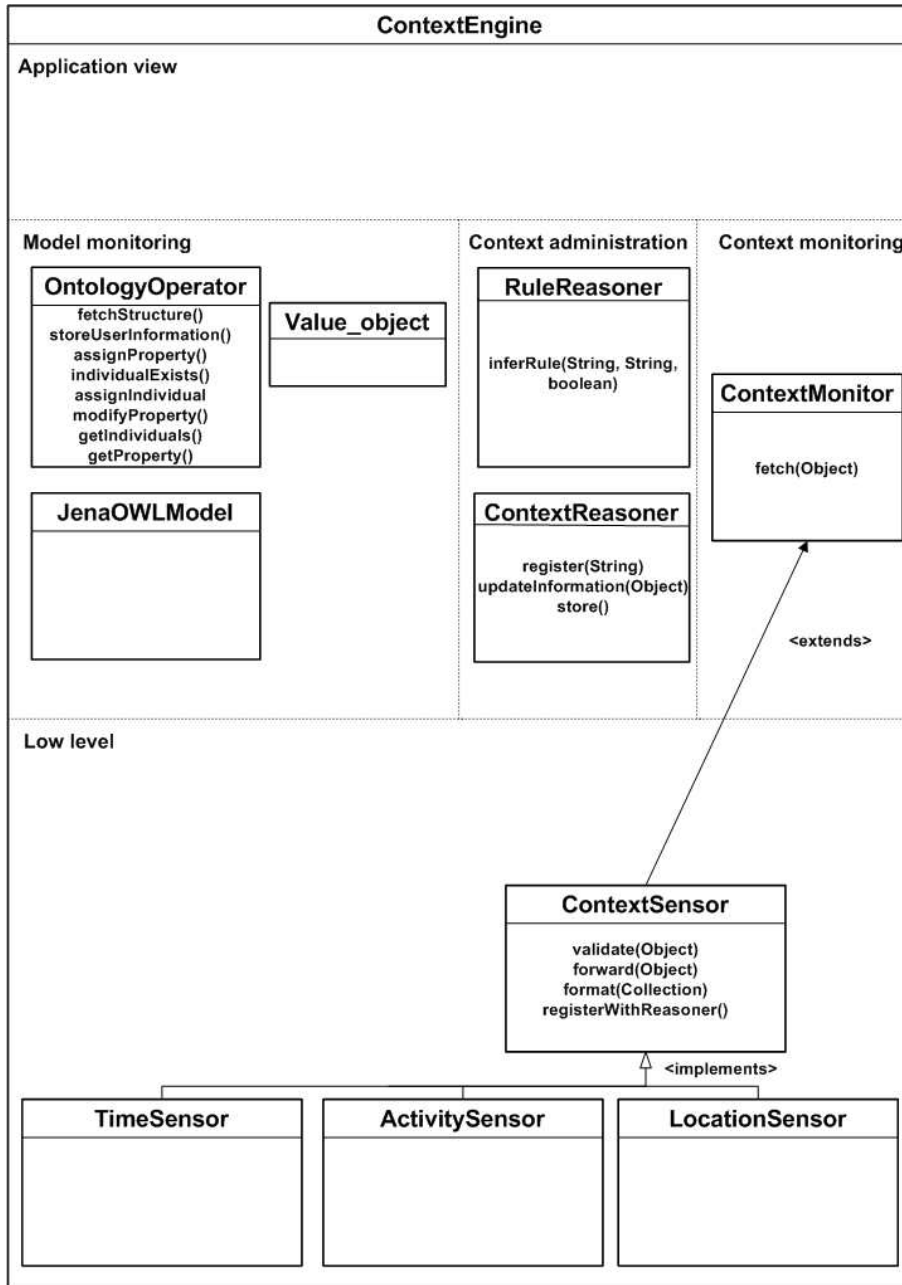 ContextEngine
Application view
Model monitoring
OntologyOperator
fetchStructure()
storeUserInformation()
assignProperty()
individualExists()
assignIndividual
modifyProperty()
getIndividuals()
getProperty()
Value_object
JenaOWLModel
Context administration
RuleReasoner
inferRule(String, String,
boolean)
ContextReasoner
register(String)
updateInformation(Object)
store()
Context monitoring
ContextMonitor
fetch(Object)
<extends>
Low level
ContextSensor
validate(Object)
forward(Object)
format(Collection)
registerWithReasoner()
<implements>
TimeSensor
ActivitySensor
LocationSensor